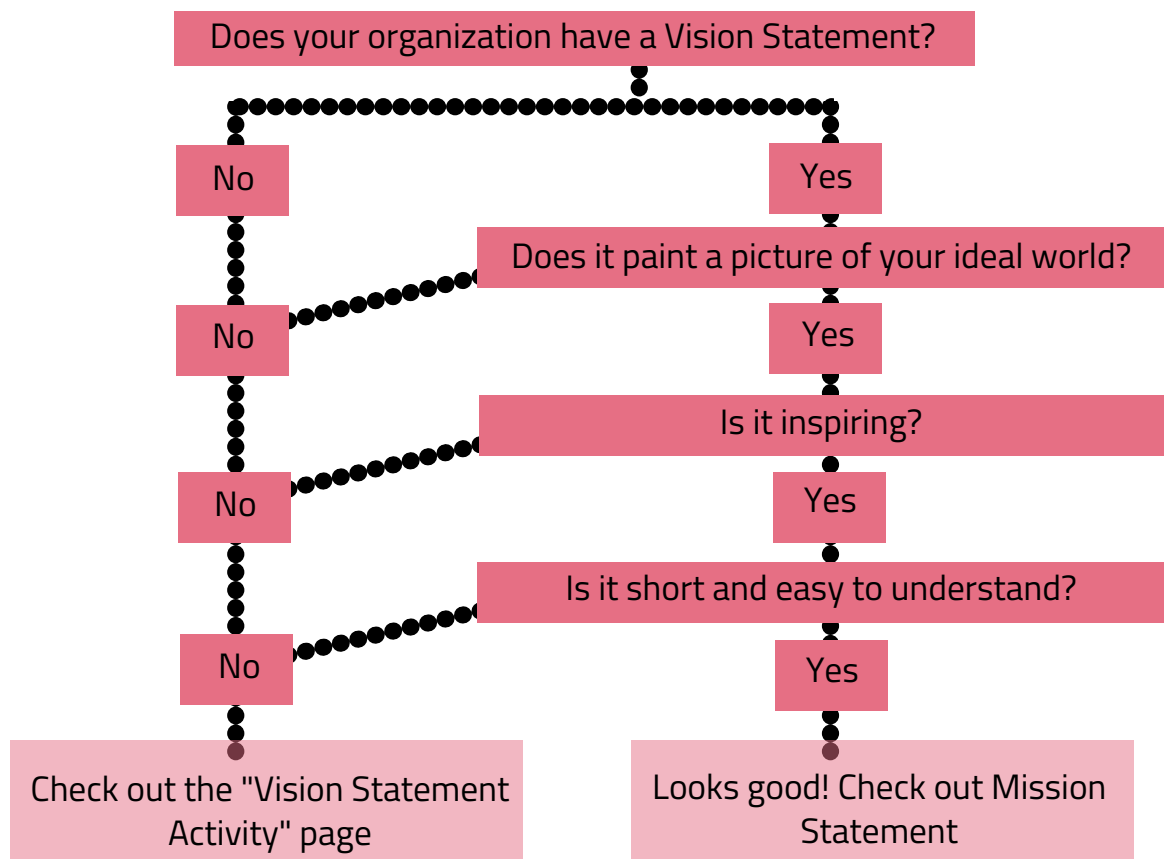 Does your organization have a Vision Statement?
No
Yes
Does it paint a picture of your ideal world?
No
Yes
Is it inspiring?
No
Yes
Is it short and easy to understand?
No
Yes
Check out the "Vision Statement
Activity" page
Looks good! Check out Mission
Statement